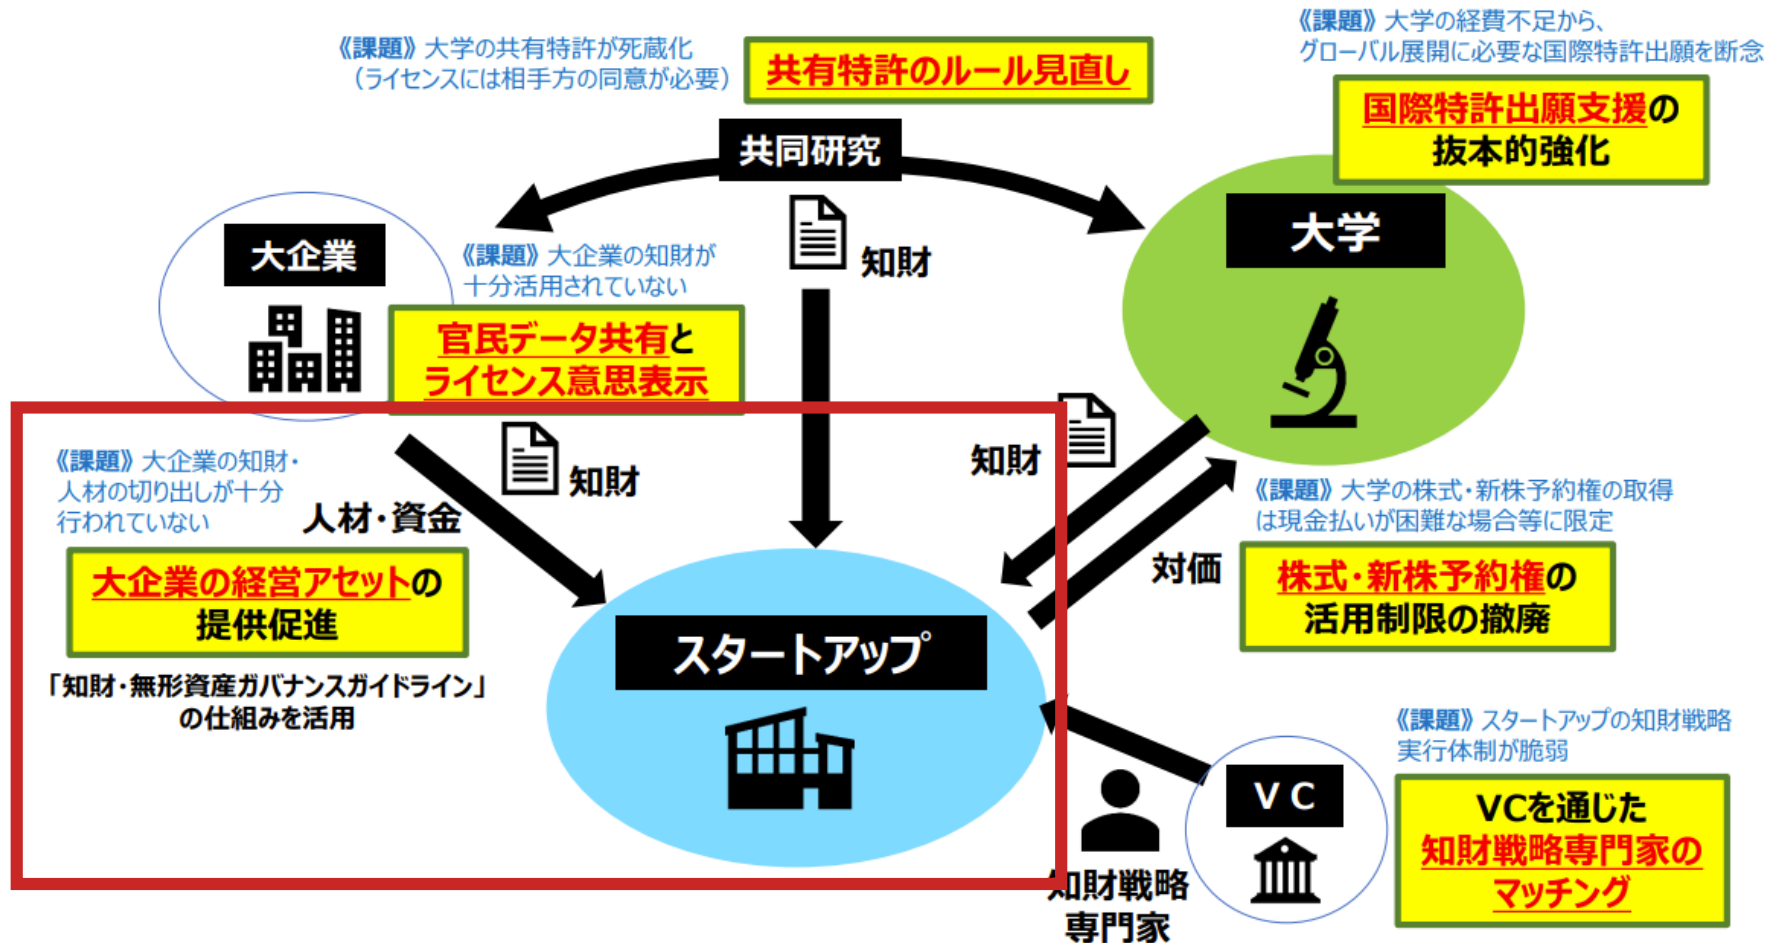 《課題》大学の共有特許が死蔵化
（ライセンスには相手方の同意が必要）
共有特許のルール見直し
《課題》大学の経費不足から、
グローバル展開に必要な国際特許出願を断念
国際特許出願支援の
抜本的強化
共同研究
知財
大企業
《課題》大企業の知財が
十分活用されていない
官民データ共有と
ライセンス意思表示
大学
《課題》大企業の知財・
人材の切り出しが十分
行われていない
人材・資金
知財
知財
大企業の経営アセットの
提供促進
「知財・無形資産ガバナンスガイドライン」
の仕組みを活用
スタートアップ
対価
《課題》大学の株式・新株予約権の取得
は現金払いが困難な場合等に限定
株式・新株予約権の
活用制限の撤廃
《課題》スタートアップの知財戦略
実行体制が脆弱
ＶＣ
VCを通じた
知財戦略専門家の
マッチング
知財戦略
専門家